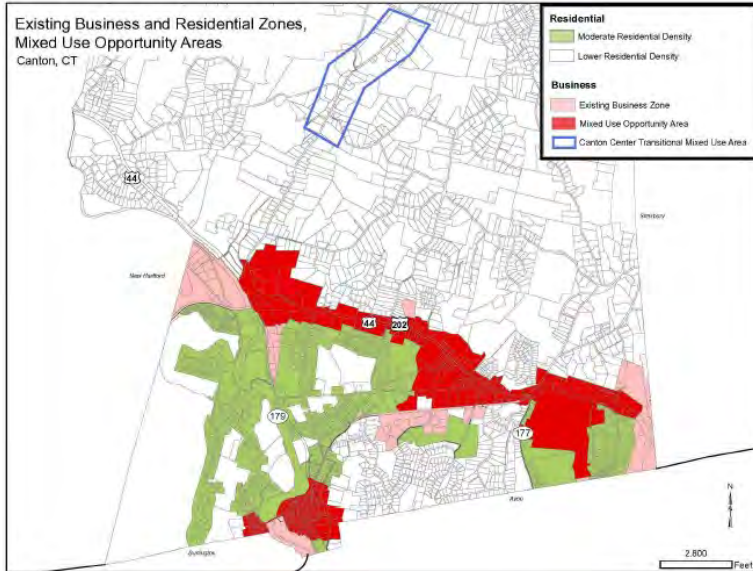 Existing Business and Residential Zones,
Mixed Use Opportunity Areas
Canton, CT
Residential
Moderate Residential Density
Lower Residential Density
Business
Existing Business Zone
Mixed Use Opportunity Area
Canton Center Transitional Mixed Use Area
44
Simsbury
New Hartford
44
202
179
177
Avon
Burlington
N
2,800
Feet